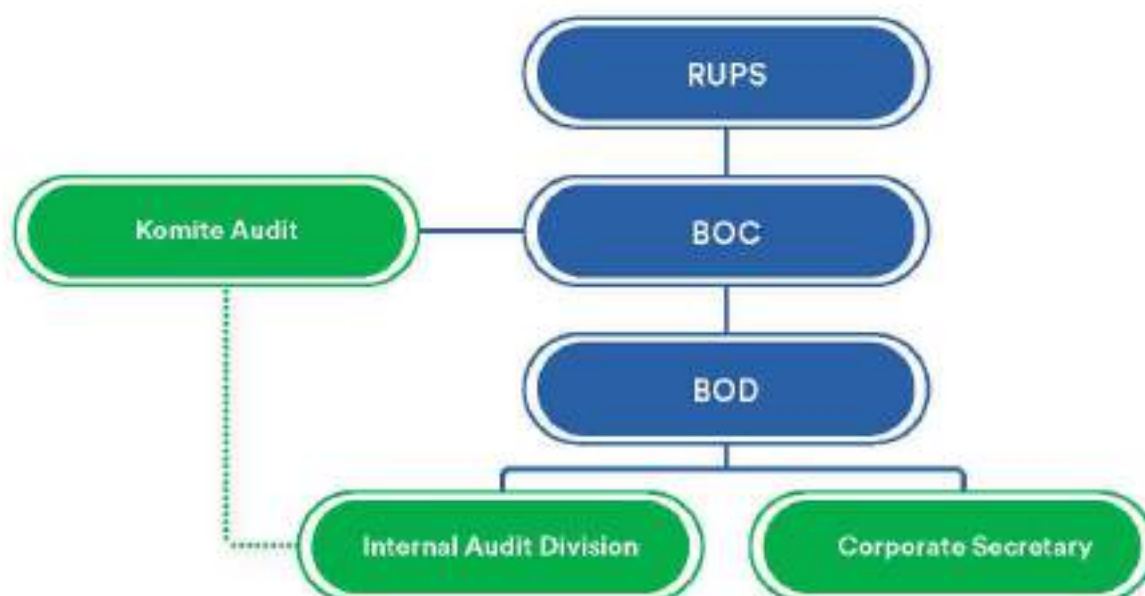 RUPS
Komite Audit
BOC
BOD
Internal Audit Division
Corporate Secretary